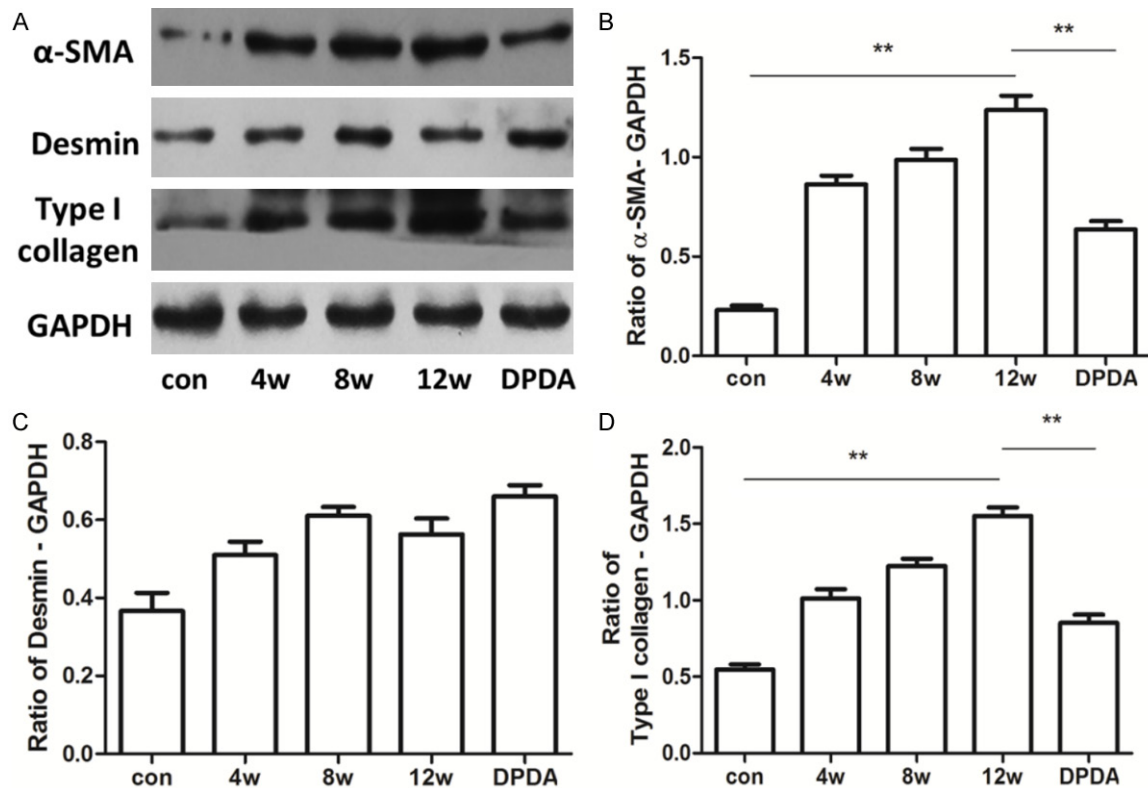 A
α-SMA
Desmin
Type I
collagen
GAPDH
con 4w 8w 12w DPDA
B
Ratio of α-SMA- GAPDH
1.5
1.0
0.5
0.0
**
**
con 4w 8w 12w DPDA
C
Ratio of Desmin - GAPDH
0.8
0.6
0.4
0.2
0.0
con 4w 8w 12w DPDA
D
Ratio of
Type I collagen - GAPDH
2.0
1.5
1.0
0.5
0.0
**
**
con 4w 8w 12w DPDA